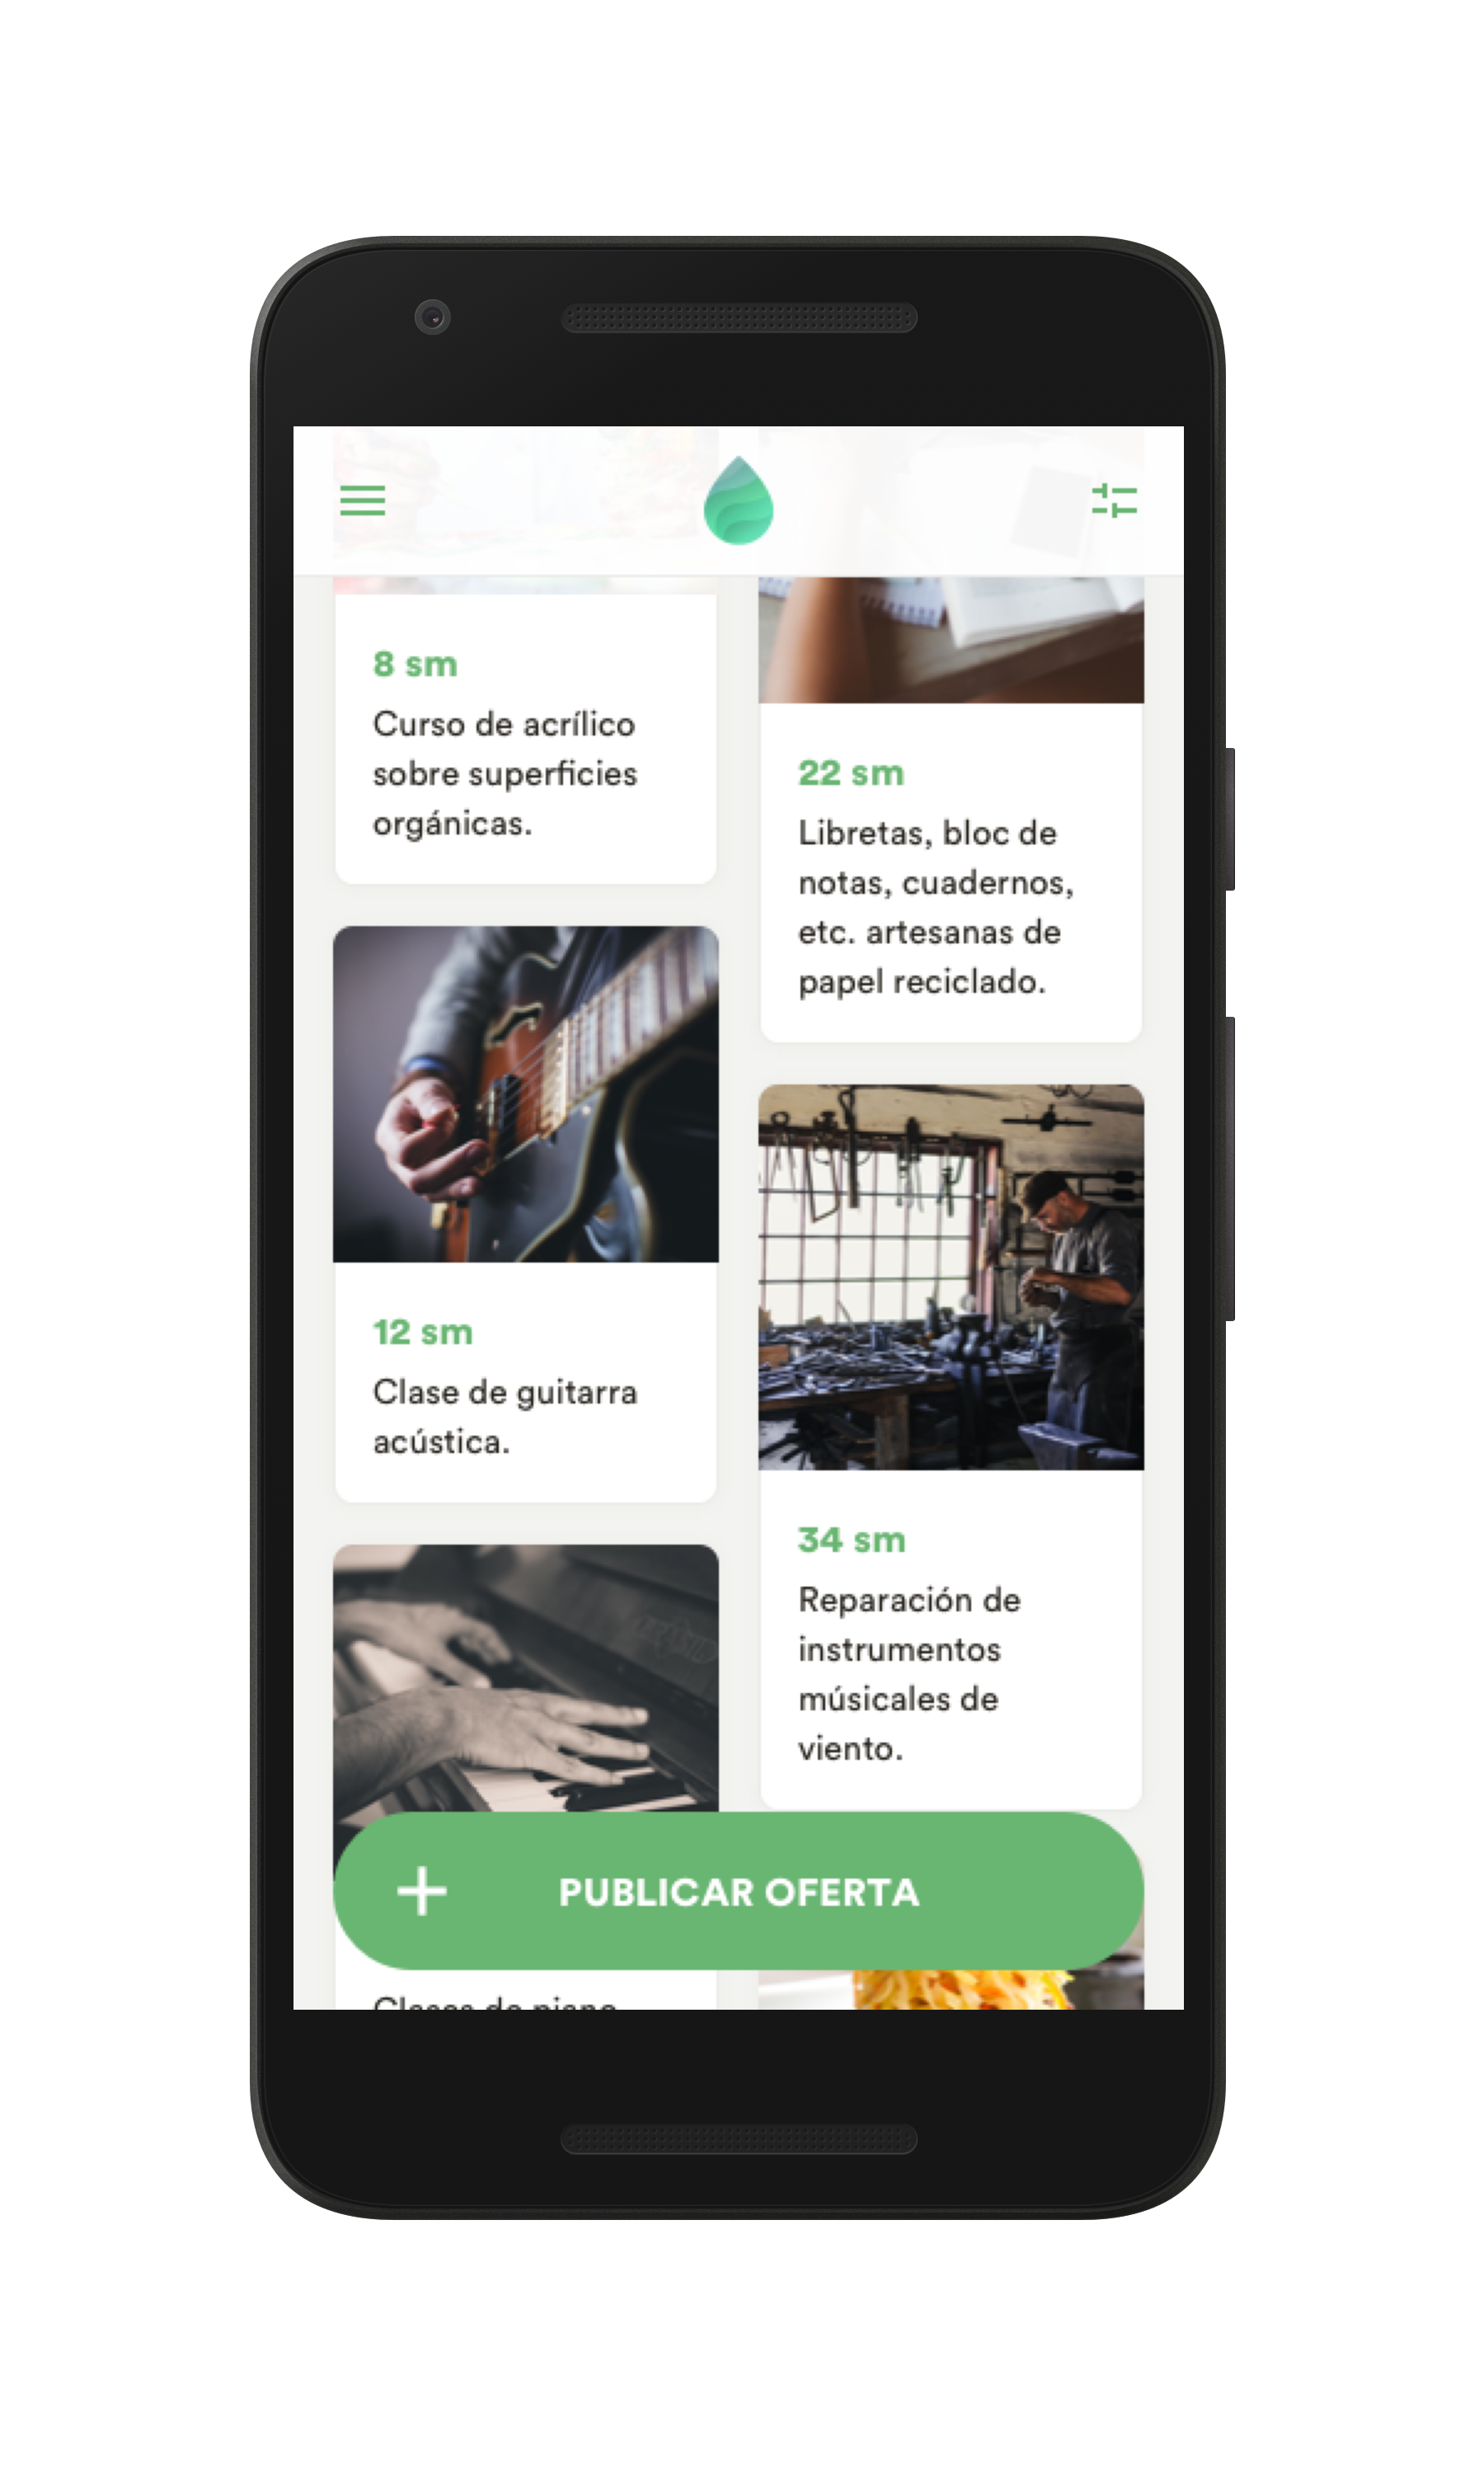 8 sm
Curso de acrílico
sobre superficies
orgánicas.
22 sm
Libretas, bloc de
notas, cuadernos,
etc. artesanas de
papel reciclado.
12 sm
Clase de guitarra
acústica.
34 sm
Reparación de
instrumentos
músicales de
viento.
PUBLICAR OFERTA